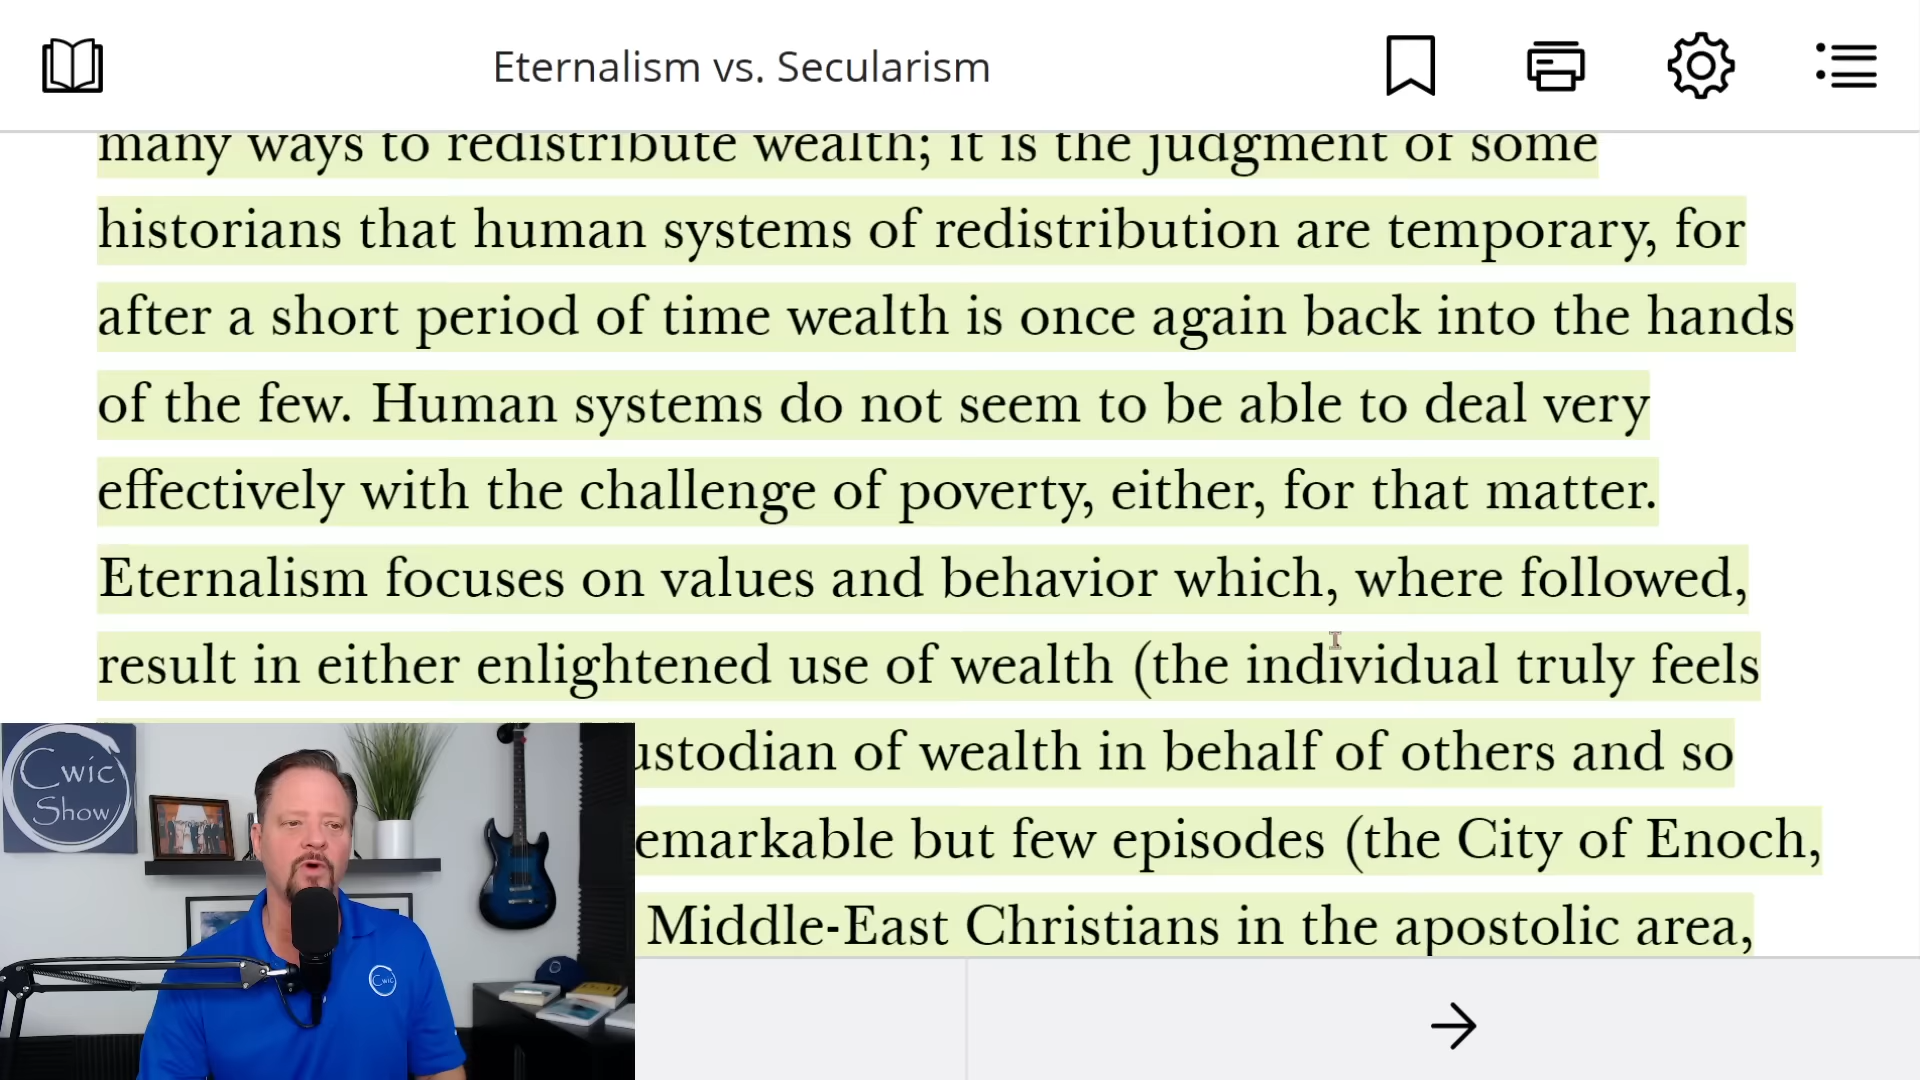 Eternalism vs. Secularism
many ways to redistribute wealth; it is the judgment of some
historians that human systems of redistribution are temporary, for
after a short period of time wealth is once again back into the hands
of the few. Human systems do not seem to be able to deal very
effectively with the challenge of poverty, either, for that matter.
Eternalism focuses on values and behavior which, where followed,
result in either enlightened use of wealth (the individual truly feels
of wealth in behalf of others and so
but few episodes (the City of Enoch,
Middle-East Christians in the apostolic area,
Cwic
Show
Cwic